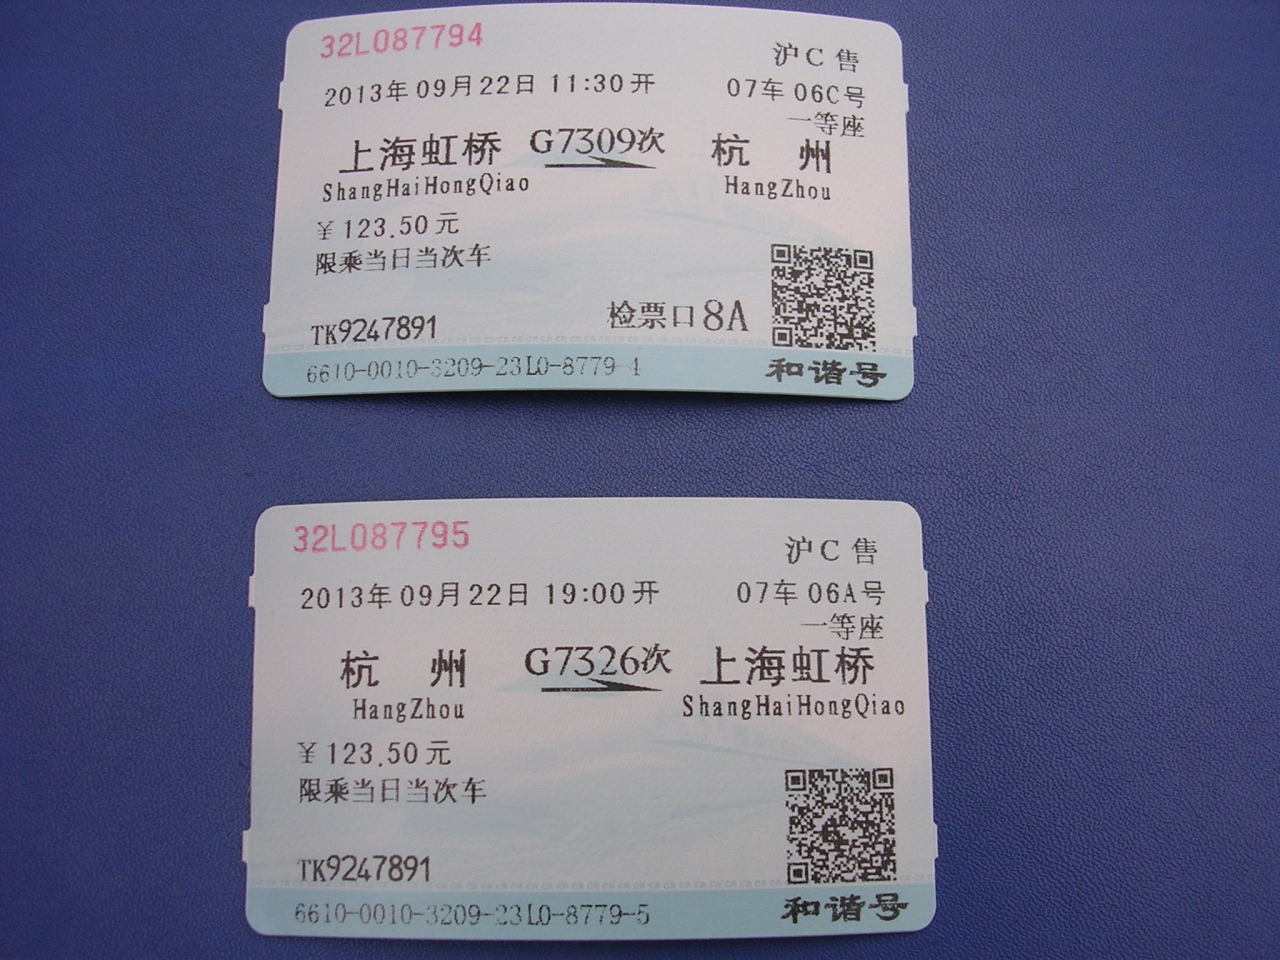 32L087794
沪C售
2013年09月22日 11:30开 07车06C号
一等座
上海虹桥 G7309次 杭州
ShangHaiHongQiao HangZhou
￥123.50元
限乘当日当次车
检票口8A
TK9247891
6610-0010-3209-23L0-8779-4 和谐号
32L087795
沪C售
2013年09月22日 19:00开 07车06A号
一等座
杭州 G7326次 上海虹桥
HangZhou ShangHaiHongQiao
￥123.50元
限乘当日当次车
TK9247891
6610-0010-3209-23L0-8779-5 和谐号